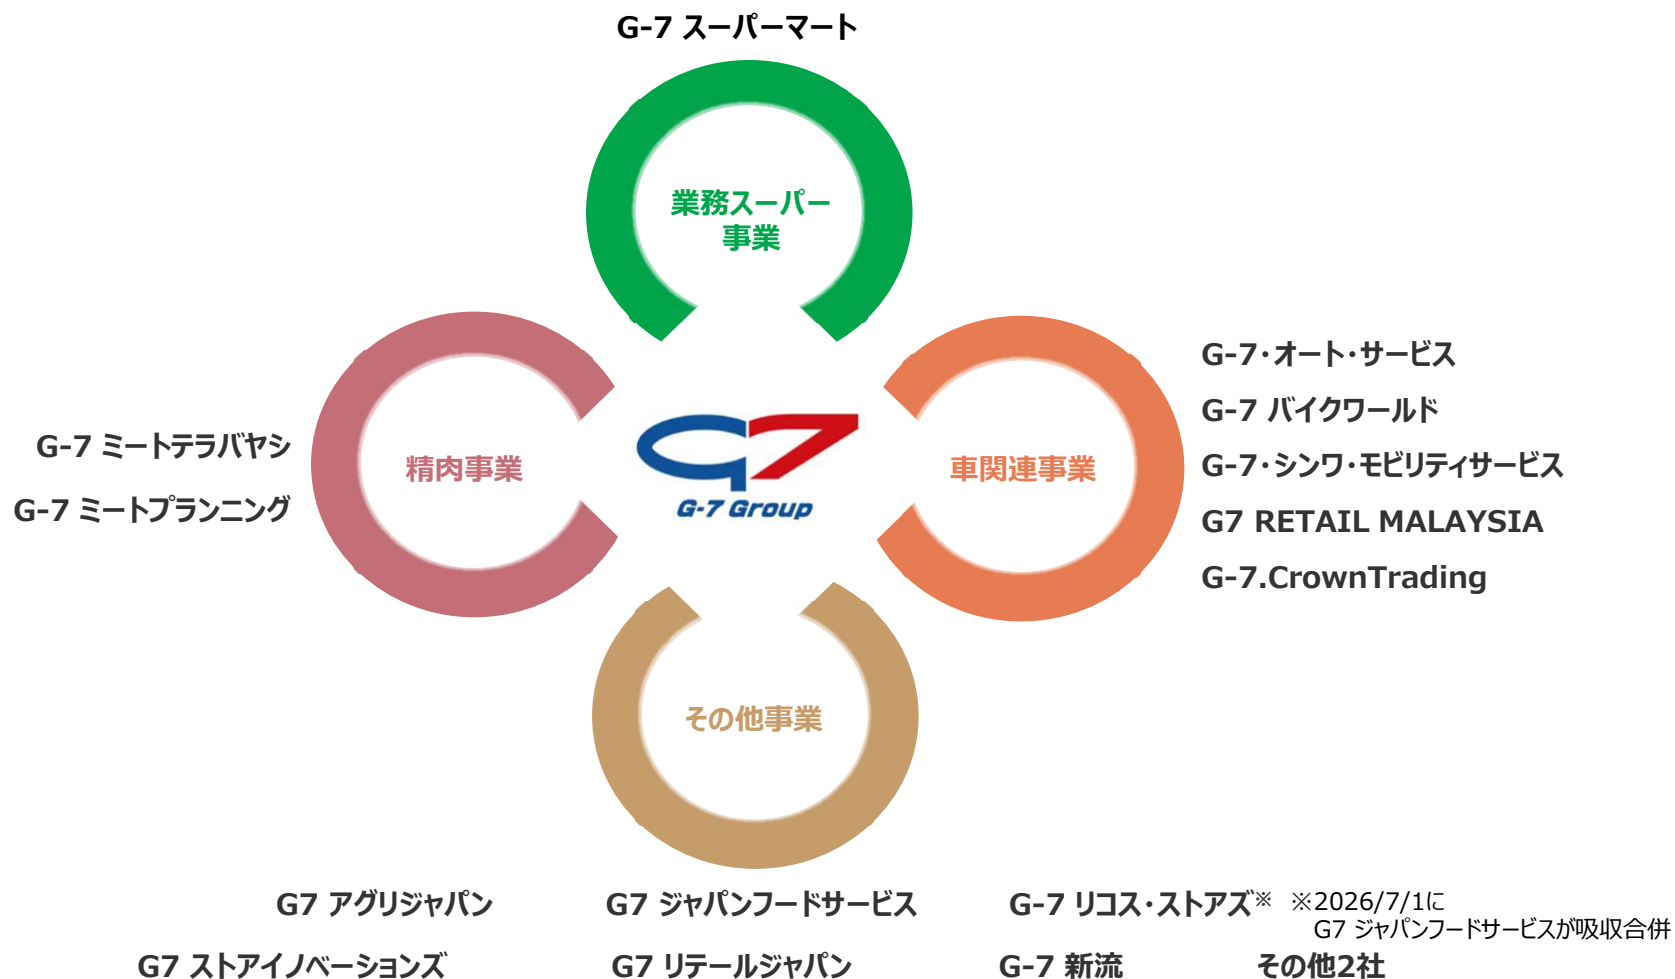 G-7 スーパーマート
業務スーパー
事業
G-7 ミートテラバヤシ
G-7 ミートプランニング
精肉事業
G-7 Group
車関連事業
G-7・オート・サービス
G-7 バイクワールド
G-7・シンワ・モビリティサービス
G7 RETAIL MALAYSIA
G-7.CrownTrading
その他事業
G7 アグリジャパン
G7 ジャパンフードサービス
G-7 リコス・ストアズ※
※2026/7/1に
G7 ジャパンフードサービスが吸収合併
G7 ストアイノベーションズ
G7 リテールジャパン
G-7 新流
その他2社